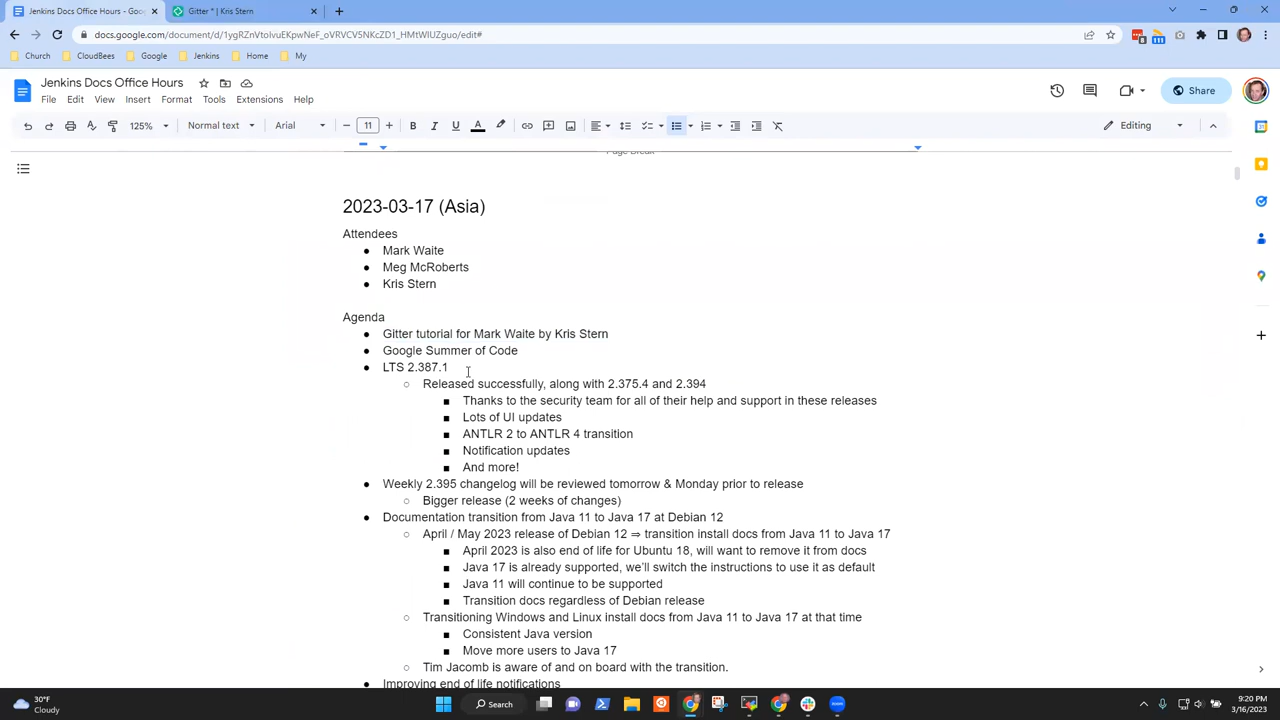 Jenkins Docs Office Hours - Goo
Gitter * | Kris Stern
docs.google.com/document/d/1ygRZnVtoIvuEKpwNeF_oVRVCV5NKcZD1_HMtWIUZguo/edit#
Church
CloudBees
Google
Jenkins
Home
My
Jenkins Docs Office Hours
File Edit View Insert Format Tools Extensions Help
Share
125% Normal text Arial 11 Editing
Page Break
2023-03-17 (Asia)
Attendees
● Mark Waite
● Meg McRoberts
● Kris Stern
Agenda
● Gitter tutorial for Mark Waite by Kris Stern
● Google Summer of Code
● LTS 2.387.1
○ Released successfully, along with 2.375.4 and 2.394
■ Thanks to the security team for all of their help and support in these releases
■ Lots of UI updates
■ ANTLR 2 to ANTLR 4 transition
■ Notification updates
■ And more!
● Weekly 2.395 changelog will be reviewed tomorrow & Monday prior to release
○ Bigger release (2 weeks of changes)
● Documentation transition from Java 11 to Java 17 at Debian 12
○ April / May 2023 release of Debian 12 ⇒ transition install docs from Java 11 to Java 17
■ April 2023 is also end of life for Ubuntu 18, will want to remove it from docs
■ Java 17 is already supported, we'll switch the instructions to use it as default
■ Java 11 will continue to be supported
■ Transition docs regardless of Debian release
○ Transitioning Windows and Linux install docs from Java 11 to Java 17 at that time
■ Consistent Java version
■ Move more users to Java 17
○ Tim Jacomb is aware of and on board with the transition.
● Improving end of life notifications
30°F
Cloudy
Search
9:20 PM
3/16/2023